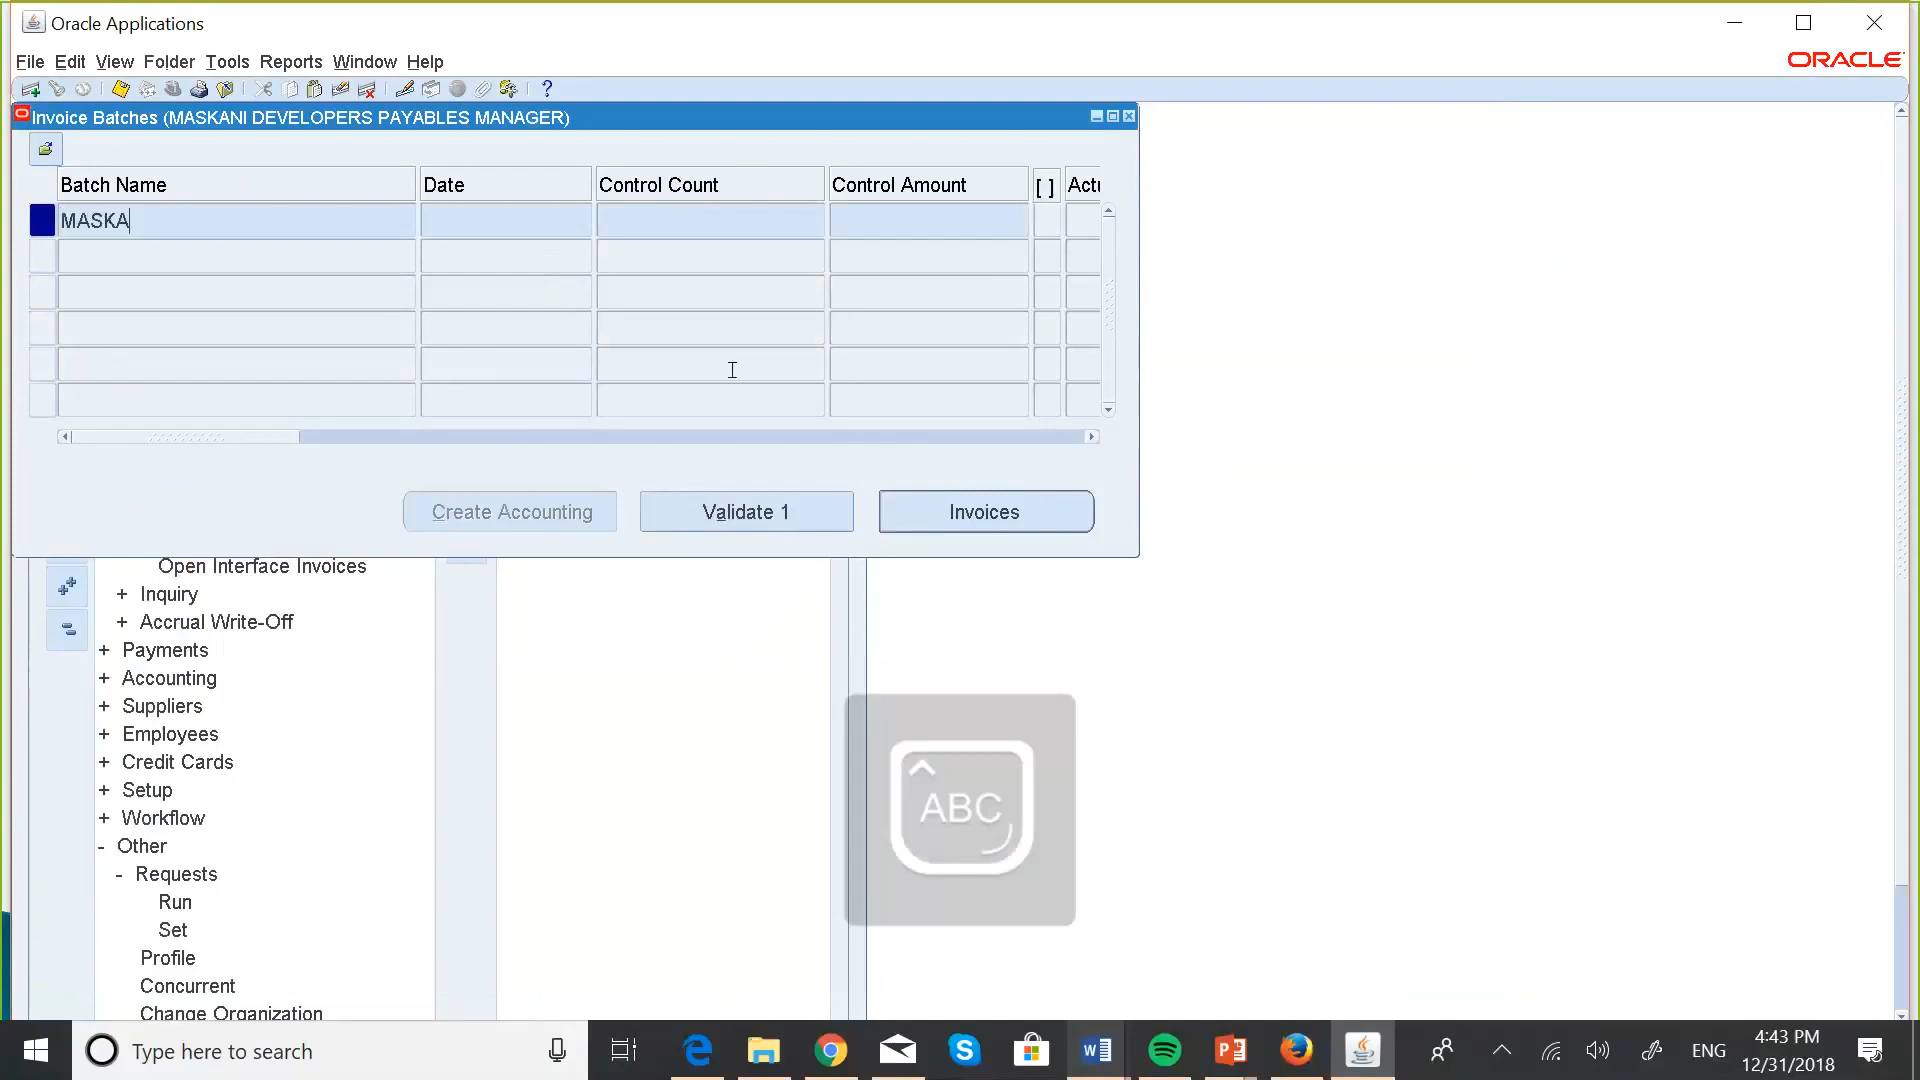 Oracle Applications
File Edit View Folder Tools Reports Window Help
ORACLE
Invoice Batches (MASKANI DEVELOPERS PAYABLES MANAGER)
Batch Name Date Control Count Control Amount [ ] Actu
MASKA
Create Accounting Validate 1 Invoices
Open Interface Invoices
+ Inquiry
+ Accrual Write-Off
+ Payments
+ Accounting
+ Suppliers
+ Employees
+ Credit Cards
+ Setup
+ Workflow
- Other
- Requests
Run
Set
Profile
Concurrent
Change Organization
ABC
Type here to search
ENG
4:43 PM
12/31/2018